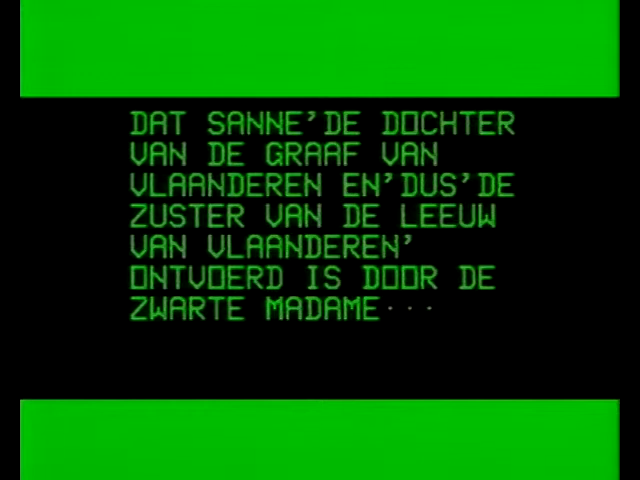 DAT SANNE'DE DOCHTER
VAN DE GRAAF VAN
VLAANDEREN EN'DUS'DE
ZUSTER VAN DE LEEUW
VAN VLAANDEREN'
ONTVOERD IS DOOR DE
ZWARTE MADAME···